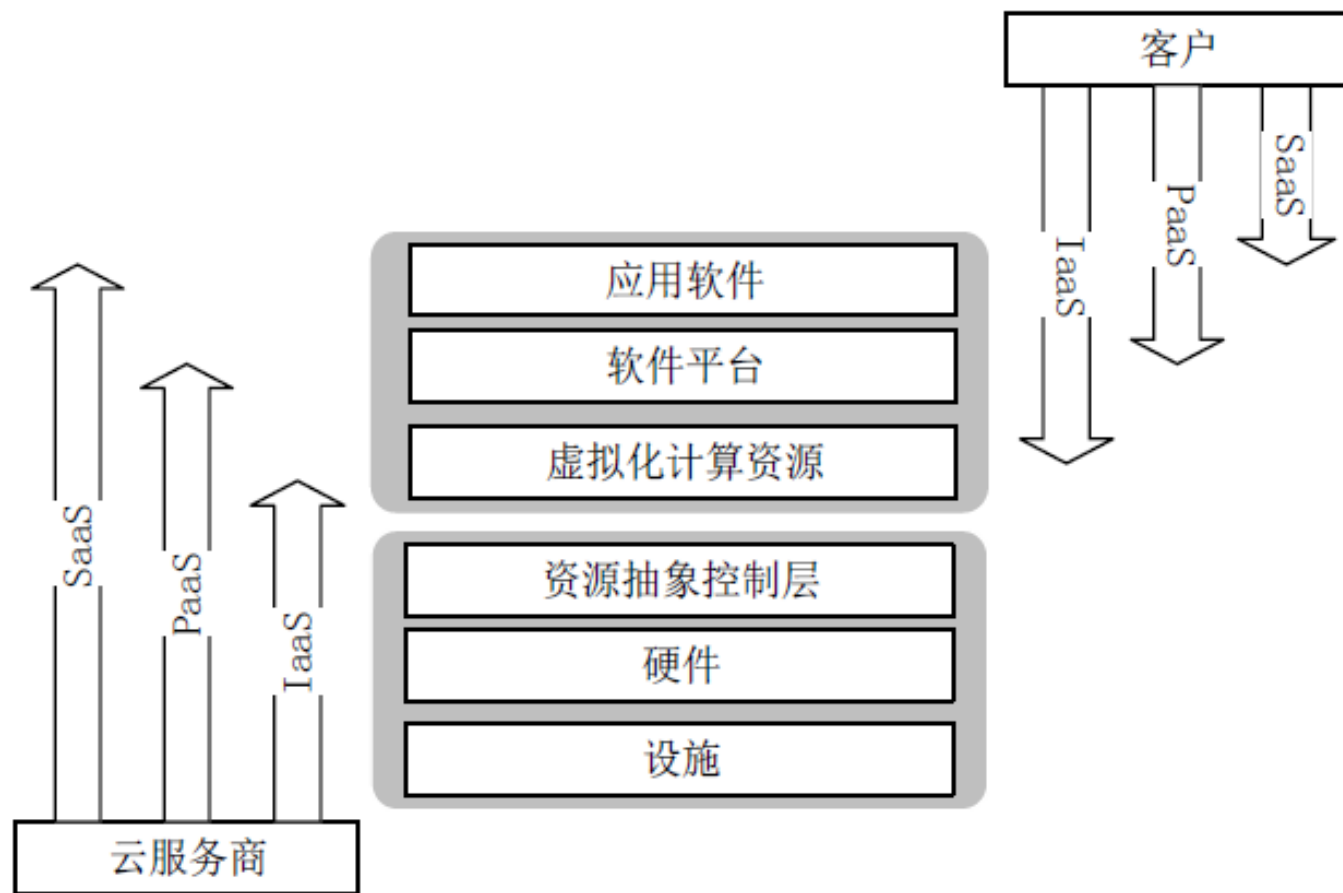 客户
IaaS
PaaS
SaaS
应用软件
软件平台
虚拟化计算资源
资源抽象控制层
硬件
设施
SaaS
PaaS
IaaS
云服务商